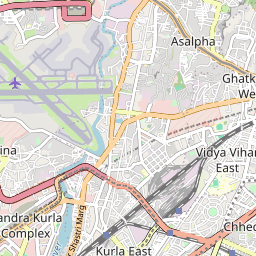 Asalpha
Ghatk
We
ina
Vidya Vihar
East
andra Kurla
Complex
Shastri Marg
Kurla East
Chhed